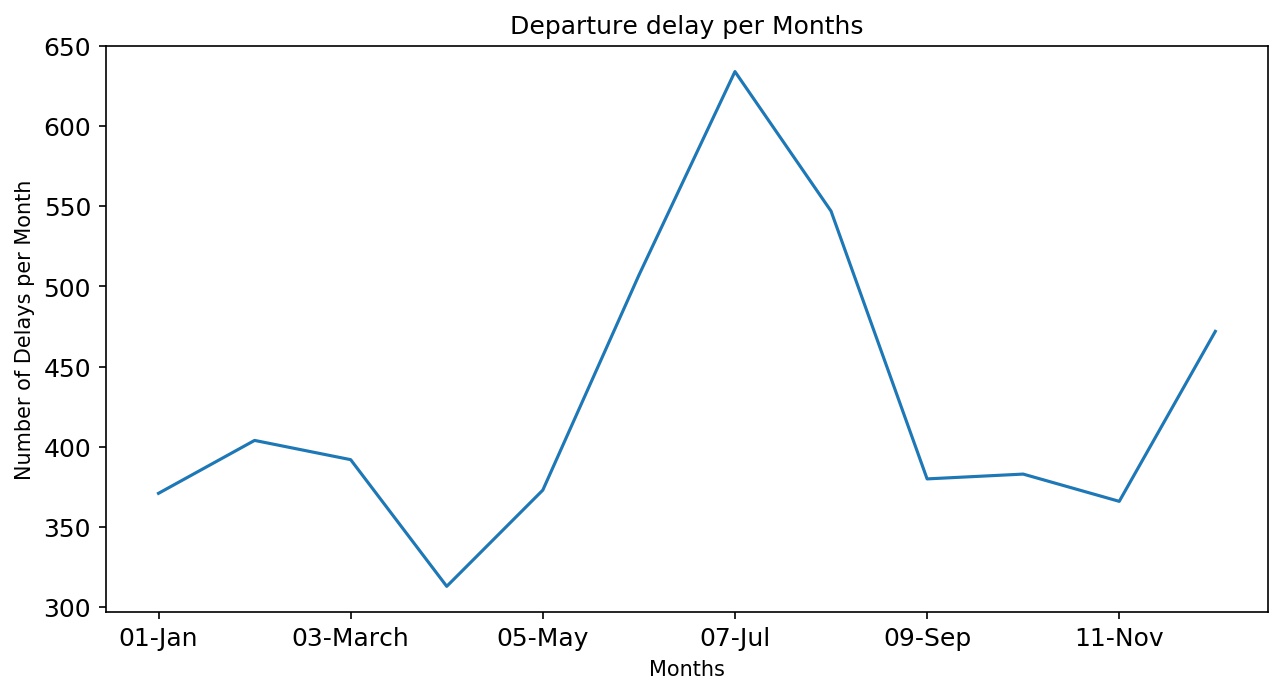 Departure delay per Months
Number of Delays per Month
650
600
550
500
450
400
350
300
01-Jan 03-March 05-May 07-Jul 09-Sep 11-Nov
Months